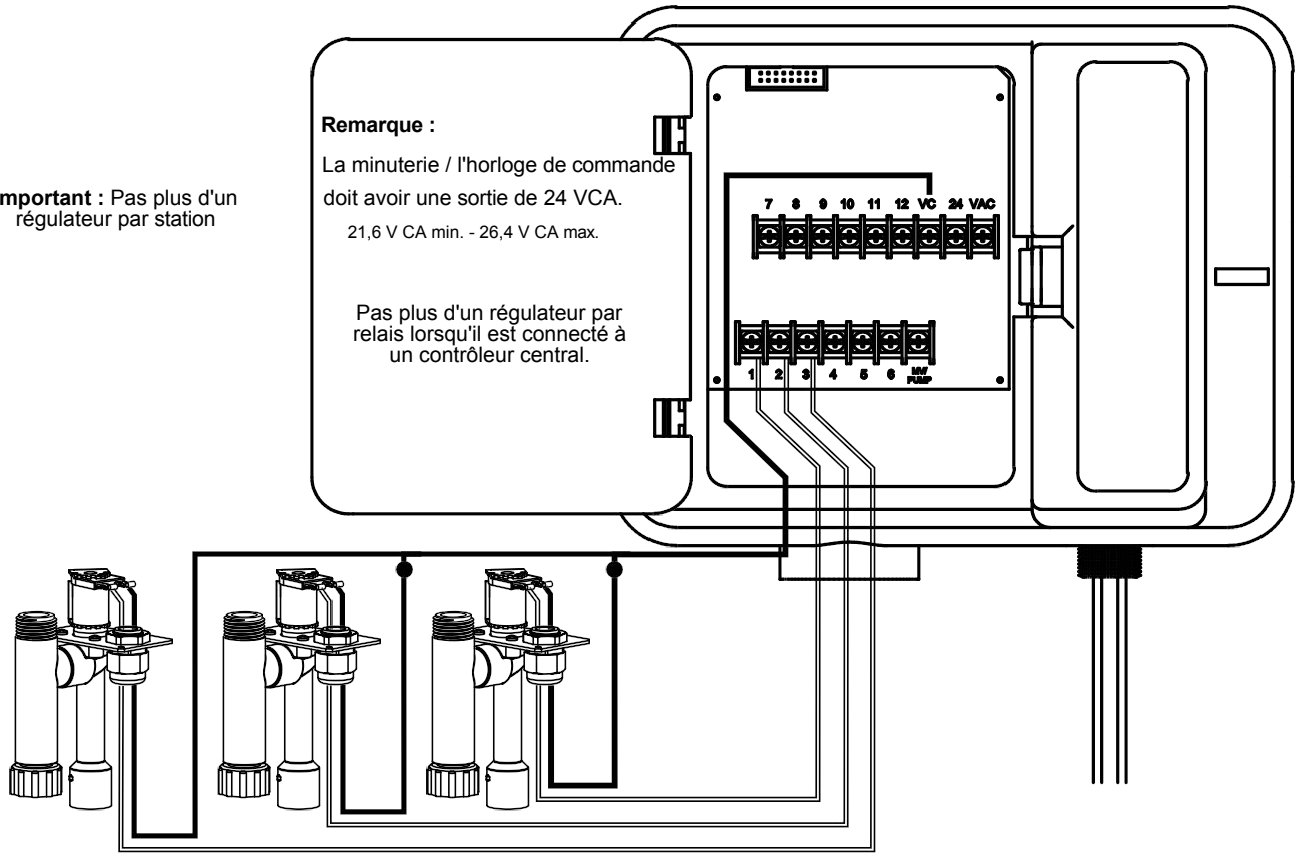 Remarque :
La minuterie / l'horloge de commande
doit avoir une sortie de 24 VCA.
21,6 V CA min. - 26,4 V CA max.
Pas plus d'un régulateur par
relais lorsqu'il est connecté à
un contrôleur central.
mportant : Pas plus d'un
régulateur par station
7 8 9 10 11 12 VC 24 VAC
1 2 3 4 5 6 MV/
PUMP